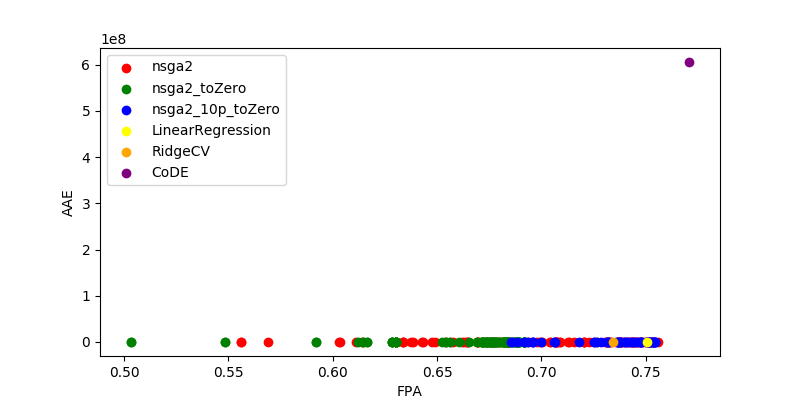 1e8
nsga2
nsga2_toZero
nsga2_10p_toZero
LinearRegression
RidgeCV
CoDE
6
5
4
3
2
1
0
AAE
0.50 0.55 0.60 0.65 0.70 0.75
FPA